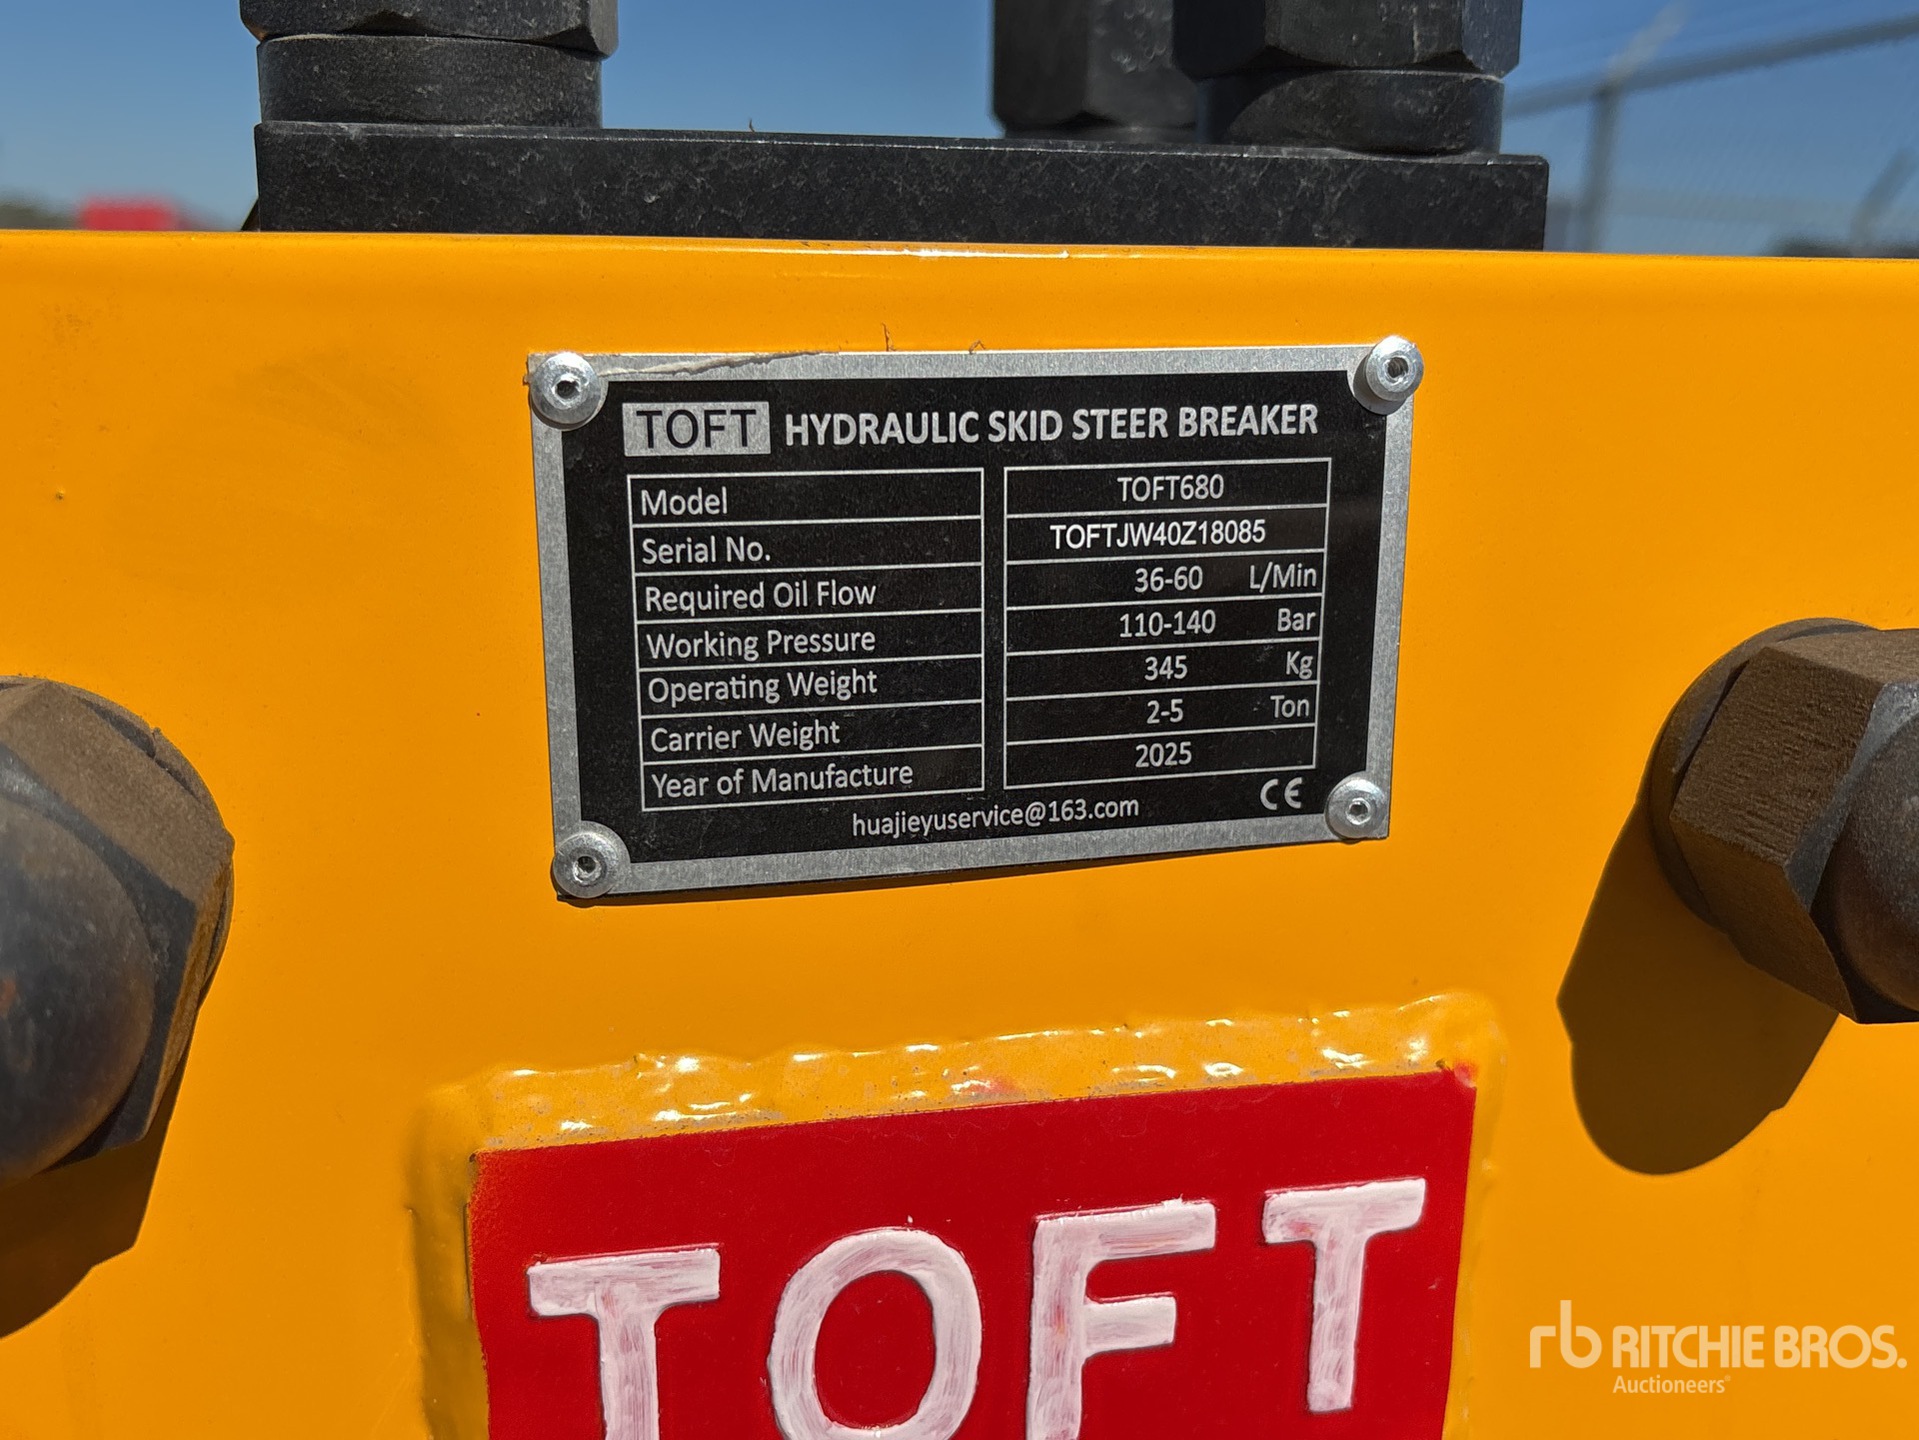 TOFT HYDRAULIC SKID STEER BREAKER
Model TOFT680
Serial No. TOFTJW40Z18085
Required Oil Flow 36-60 L/Min
Working Pressure 110-140 Bar
Operating Weight 345 Kg
Carrier Weight 2-5 Ton
Year of Manufacture 2025
huajieyuservice@163.com CE
TOFT
rb RITCHIE BROS.
Auctioneers®